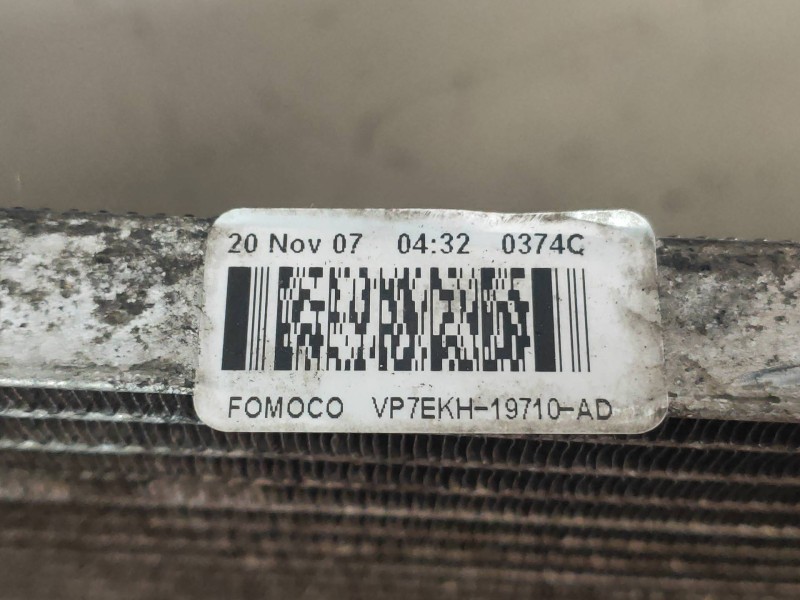 20 Nov 07 04:32 0374C
FOMOCO VP7EKH-19710-AD